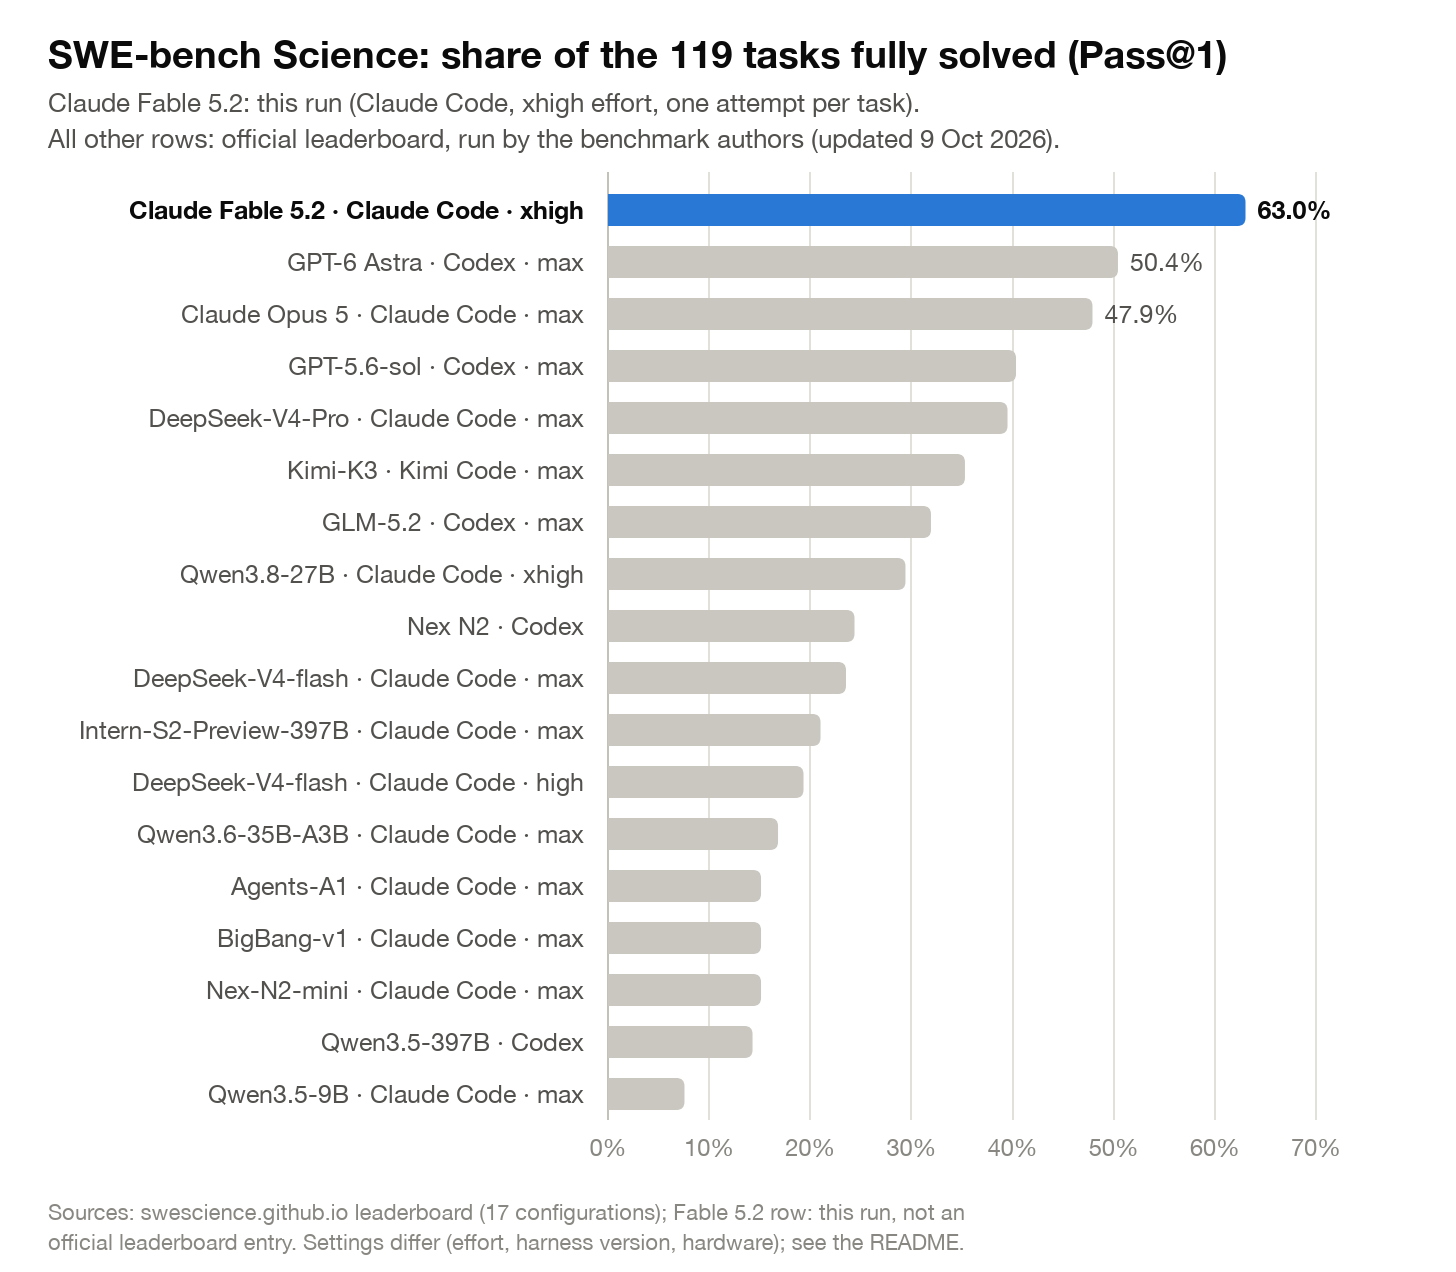 SWE-bench Science: share of the 119 tasks fully solved (Pass@1)
Claude Fable 5.2: this run (Claude Code, xhigh effort, one attempt per task).
All other rows: official leaderboard, run by the benchmark authors (updated 9 Oct 2026).
Claude Fable 5.2 · Claude Code · xhigh 63.0%
GPT-6 Astra · Codex · max 50.4%
Claude Opus 5 · Claude Code · max 47.9%
GPT-5.6-sol · Codex · max
DeepSeek-V4-Pro · Claude Code · max
Kimi-K3 · Kimi Code · max
GLM-5.2 · Codex · max
Qwen3.8-27B · Claude Code · xhigh
Nex N2 · Codex
DeepSeek-V4-flash · Claude Code · max
Intern-S2-Preview-397B · Claude Code · max
DeepSeek-V4-flash · Claude Code · high
Qwen3.6-35B-A3B · Claude Code · max
Agents-A1 · Claude Code · max
BigBang-v1 · Claude Code · max
Nex-N2-mini · Claude Code · max
Qwen3.5-397B · Codex
Qwen3.5-9B · Claude Code · max
0% 10% 20% 30% 40% 50% 60% 70%
Sources: swescience.github.io leaderboard (17 configurations); Fable 5.2 row: this run, not an
official leaderboard entry. Settings differ (effort, harness version, hardware); see the README.